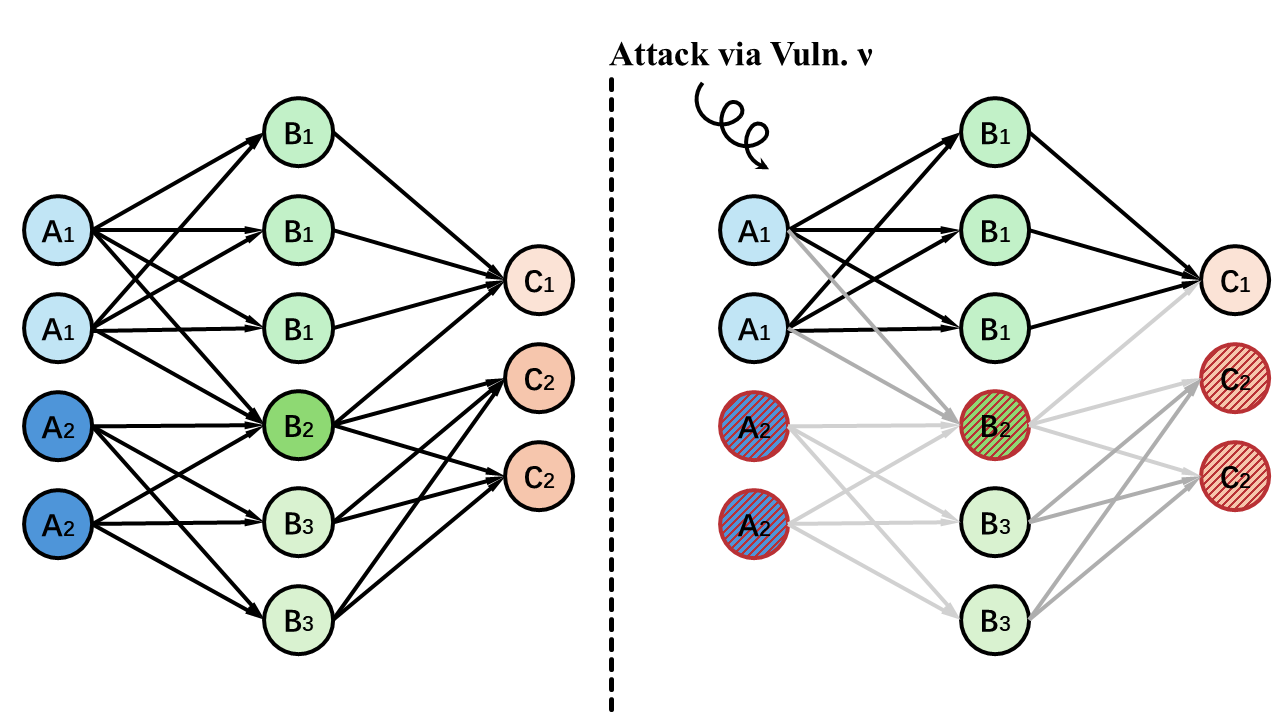 Attack via Vuln. ν
B1
B1
A1
B1
A1
C1
B2
A2
C2
B3
A2
C2
B3
B1
B1
A1
B1
A1
C1
B2
A2
C2
B3
A2
C2
B3